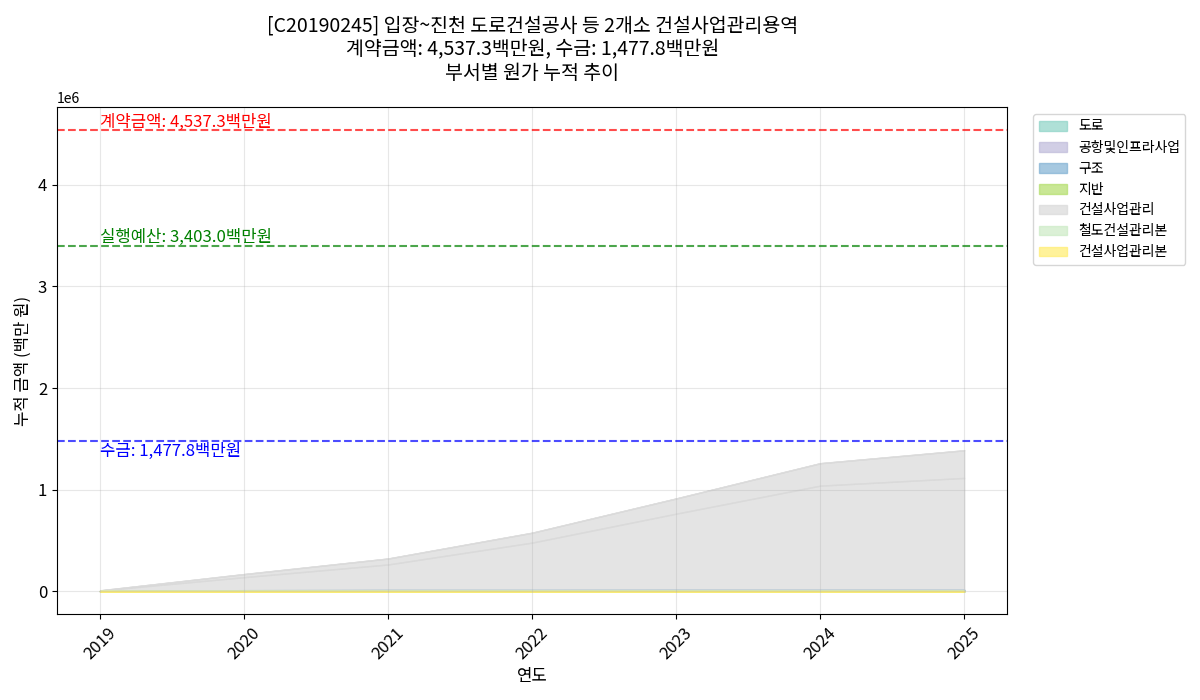 [C20190245] 입장~진천 도로건설공사 등 2개소 건설사업관리용역
계약금액: 4,537.3백만원, 수금: 1,477.8백만원
부서별 원가 누적 추이
1e6
계약금액: 4,537.3백만원
실행예산: 3,403.0백만원
수금: 1,477.8백만원
4
3
2
1
0
누적 금액 (백만 원)
2019
2020
2021
2022
2023
2024
2025
연도
도로
공항및인프라사업
구조
지반
건설사업관리
철도건설관리본
건설사업관리본